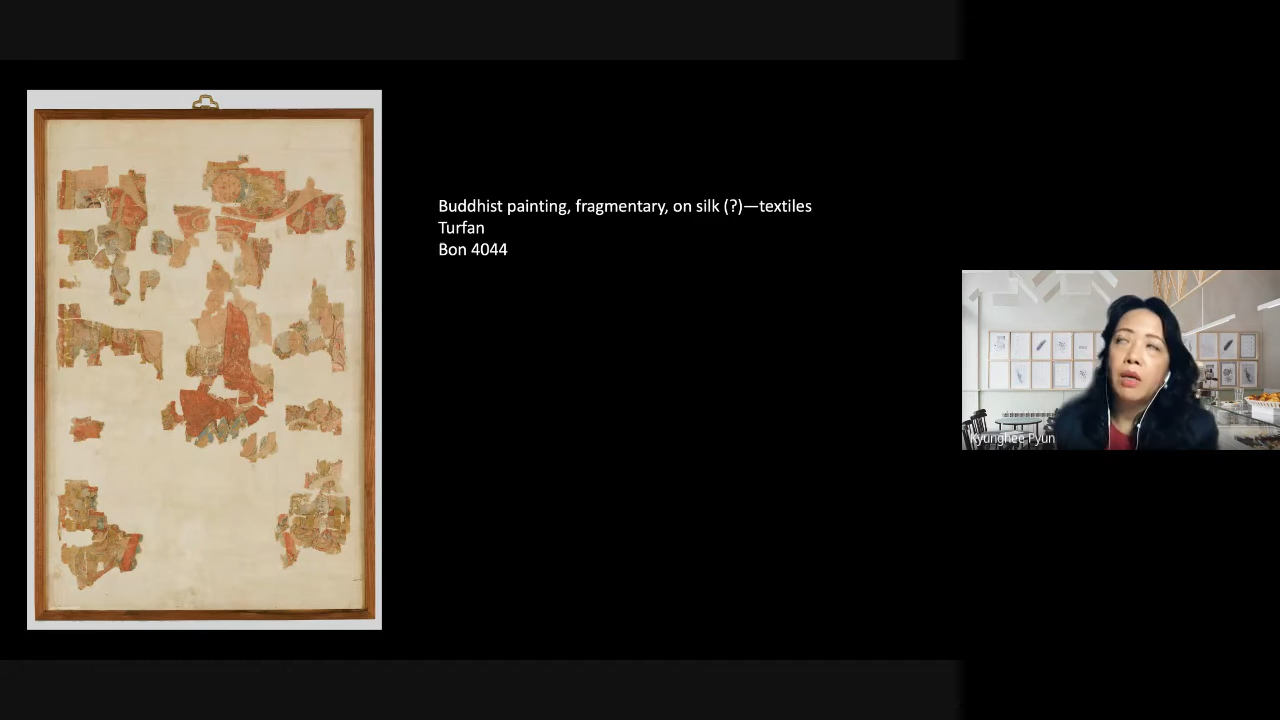 Buddhist painting, fragmentary, on silk (?)—textiles
Turfan
Bon 4044
Kyunghee Pyun